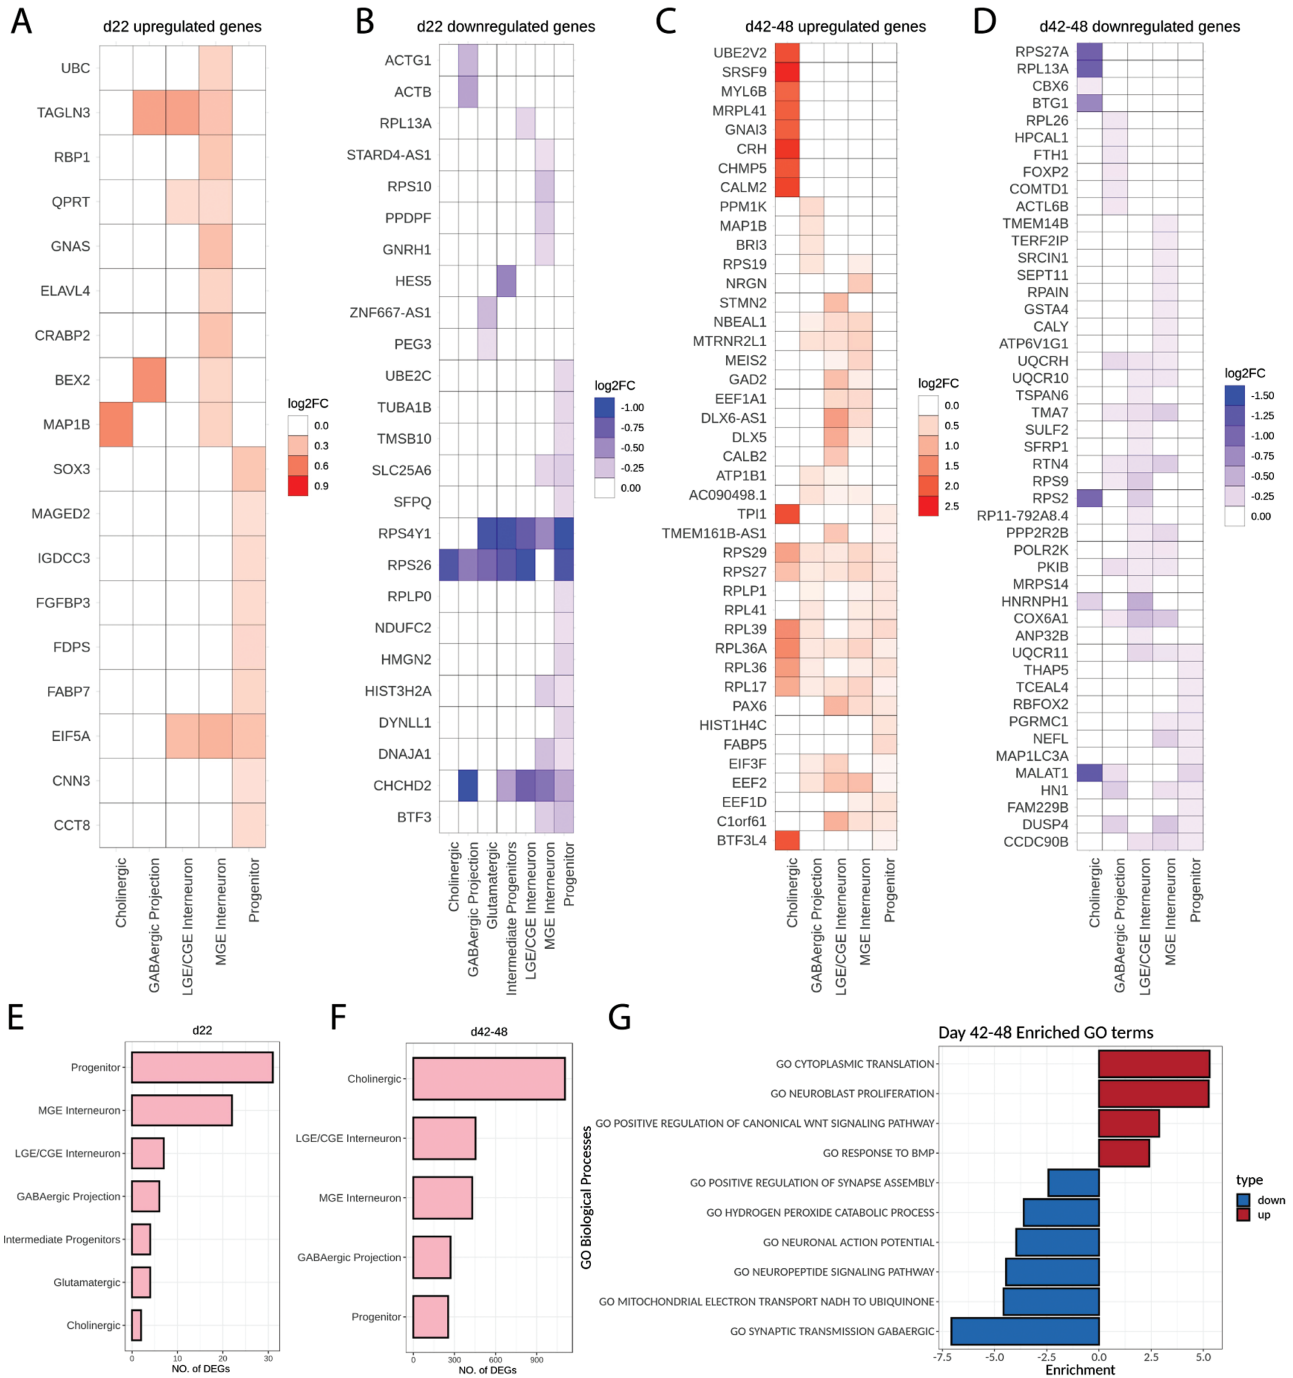 A
d22 upregulated genes
UBC
TAGLN3
RBP1
QPRT
GNAS
ELAVL4
CRABP2
BEX2
MAP1B
SOX3
MAGED2
IGDCC3
FGFBP3
FDPS
FABP7
EIF5A
CNN3
CCT8
Cholinergic
GABAergic Projection
LGE/CGE Interneuron
MGE Interneuron
Progenitor
log2FC
0.0
0.3
0.6
0.9
B
d22 downregulated genes
ACTG1
ACTB
RPL13A
STARD4-AS1
RPS10
PPDPF
GNRH1
HES5
ZNF667-AS1
PEG3
UBE2C
TUBA1B
TMSB10
SLC25A6
SFPQ
RPS4Y1
RPS26
RPLP0
NDUFC2
HMGN2
HIST3H2A
DYNLL1
DNAJA1
CHCHD2
BTF3
Cholinergic
GABAergic Projection
Glutamatergic
Intermediate Progenitors
LGE/CGE Interneuron
MGE Interneuron
Progenitor
log2FC
-1.00
-0.75
-0.50
-0.25
0.00
C
d42-48 upregulated genes
UBE2V2
SRSF9
MYL6B
MRPL41
GNAI3
CRH
CHMP5
CALM2
PPM1K
MAP1B
BRI3
RPS19
NRGN
STMN2
NBEAL1
MTRNR2L1
MEIS2
GAD2
EEF1A1
DLX6-AS1
DLX5
CALB2
ATP1B1
AC090498.1
TPI1
TMEM161B-AS1
RPS29
RPS27
RPLP1
RPL41
RPL39
RPL36A
RPL36
RPL17
PAX6
HIST1H4C
FABP5
EIF3F
EEF2
EEF1D
C1orf61
BTF3L4
Cholinergic
GABAergic Projection
LGE/CGE Interneuron
MGE Interneuron
Progenitor
log2FC
0.0
0.5
1.0
1.5
2.0
2.5
D
d42-48 downregulated genes
RPS27A
RPL13A
CBX6
BTG1
RPL26
HPCAL1
FTH1
FOXP2
COMTD1
ACTL6B
TMEM14B
TERF2IP
SRCIN1
SEPT11
RPAIN
GSTA4
CALY
ATP6V1G1
UQCRH
UQCR10
TSPAN6
TMA7
SULF2
SFRP1
RTN4
RPS9
RPS2
RP11-792A8.4
PPP2R2B
POLR2K
PKIB
MRPS14
HNRNPH1
COX6A1
ANP32B
UQCR11
THAP5
TCEAL4
RBFOX2
PGRMC1
NEFL
MAP1LC3A
MALAT1
HN1
FAM229B
DUSP4
CCDC90B
Cholinergic
GABAergic Projection
LGE/CGE Interneuron
MGE Interneuron
Progenitor
log2FC
-1.50
-1.25
-1.00
-0.75
-0.50
-0.25
0.00
E
d22
Progenitor
MGE Interneuron
LGE/CGE Interneuron
GABAergic Projection
Intermediate Progenitors
Glutamatergic
Cholinergic
0
10
20
30
NO. of DEGs
F
d42-48
Cholinergic
LGE/CGE Interneuron
MGE Interneuron
GABAergic Projection
Progenitor
0
300
600
900
NO. of DEGs
G
Day 42-48 Enriched GO terms
GO Biological Processes
GO CYTOPLASMIC TRANSLATION
GO NEUROBLAST PROLIFERATION
GO POSITIVE REGULATION OF CANONICAL WNT SIGNALING PATHWAY
GO RESPONSE TO BMP
GO POSITIVE REGULATION OF SYNAPSE ASSEMBLY
GO HYDROGEN PEROXIDE CATABOLIC PROCESS
GO NEURONAL ACTION POTENTIAL
GO NEUROPEPTIDE SIGNALING PATHWAY
GO MITOCHONDRIAL ELECTRON TRANSPORT NADH TO UBIQUINONE
GO SYNAPTIC TRANSMISSION GABAERGIC
-7.5
-5.0
-2.5
0.0
2.5
5.0
Enrichment
type
down
up